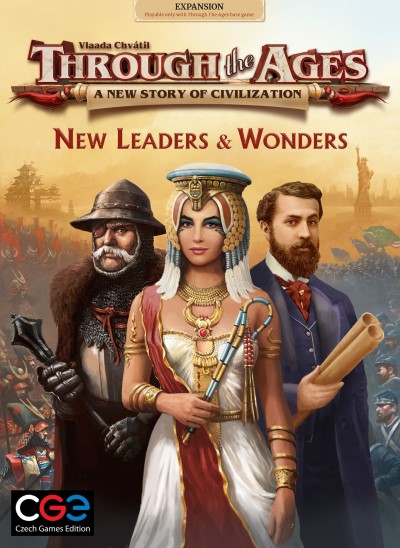 EXPANSION
Playable only with Through The Ages base game
Vlaada Chvátil
THROUGH the AGES
A NEW STORY OF CIVILIZATION
NEW LEADERS & WONDERS
CGE
Czech Games Edition